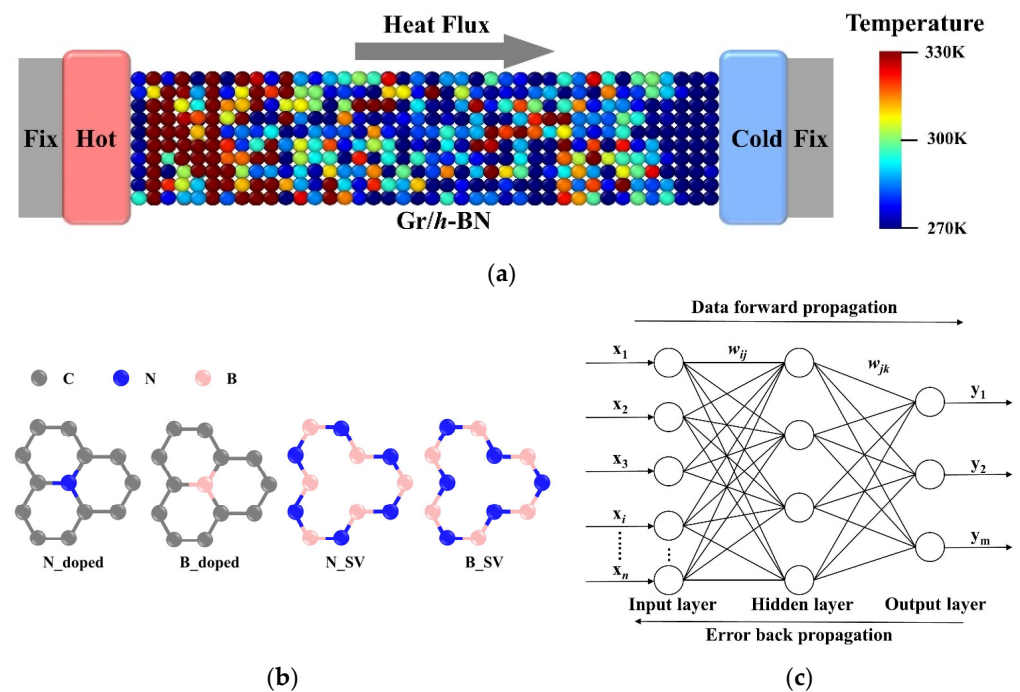 Heat Flux
Temperature
330K
300K
270K
Fix
Hot
Cold
Fix
Gr/h-BN
(a)
C
N
B
N_doped
B_doped
N_SV
B_SV
(b)
Data forward propagation
x1
x2
x3
xi
xn
wij
wjk
y1
y2
ym
Input layer
Hidden layer
Output layer
Error back propagation
(c)